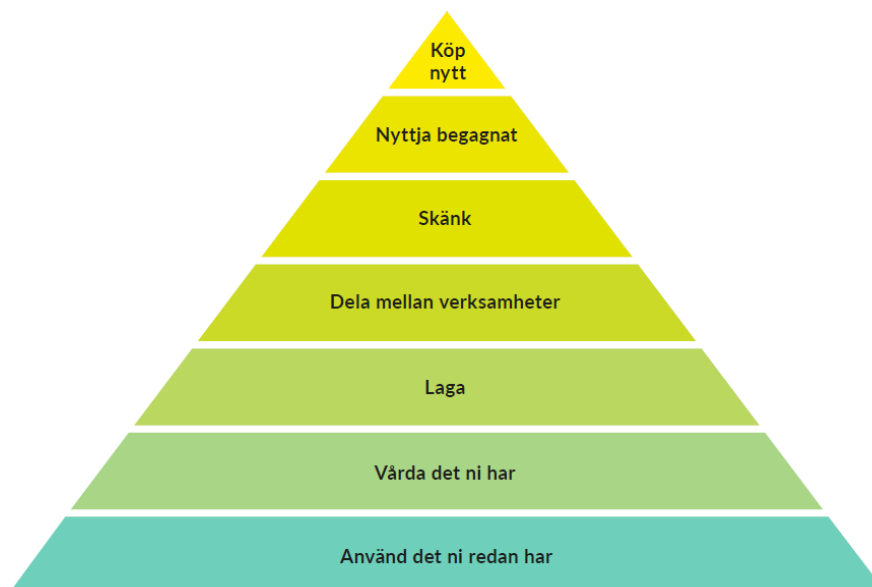 Köp
nytt
Nyttja begagnat
Skänk
Dela mellan verksamheter
Laga
Vårda det ni har
Använd det ni redan har